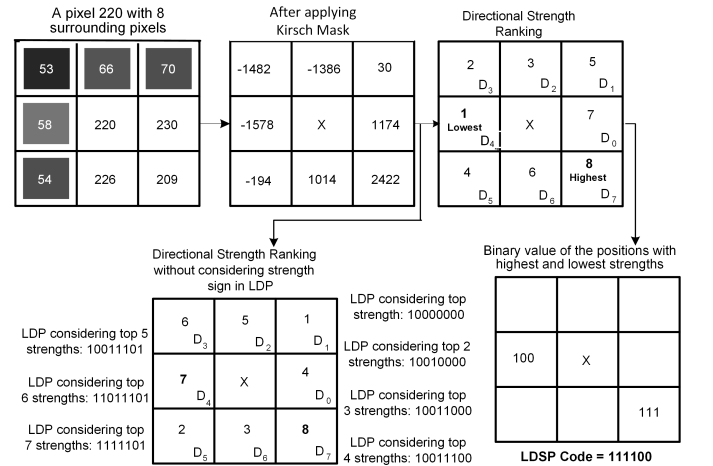 A pixel 220 with 8
surrounding pixels
After applying
Kirsch Mask
Directional Strength
Ranking
53 66 70
58 220 230
54 226 209
-1482 -1386 30
-1578 X 1174
-194 1014 2422
2 D3 3 D2 5 D1
1 Lowest D4 X 7 D0
4 D5 6 D6 8 Highest D7
Directional Strength Ranking
without considering strength
sign in LDP
Binary value of the positions with
highest and lowest strengths
LDP considering top 5
strengths: 10011101
LDP considering top
6 strengths: 11011101
LDP considering top
7 strengths: 1111101
6 D3 5 D2 1 D1
7 D4 X 4 D0
2 D5 3 D6 8 D7
LDP considering top
strength: 10000000
LDP considering top 2
strengths: 10010000
LDP considering top
3 strengths: 10011000
LDP considering top
4 strengths: 10011100
100 X
111
LDSP Code = 111100